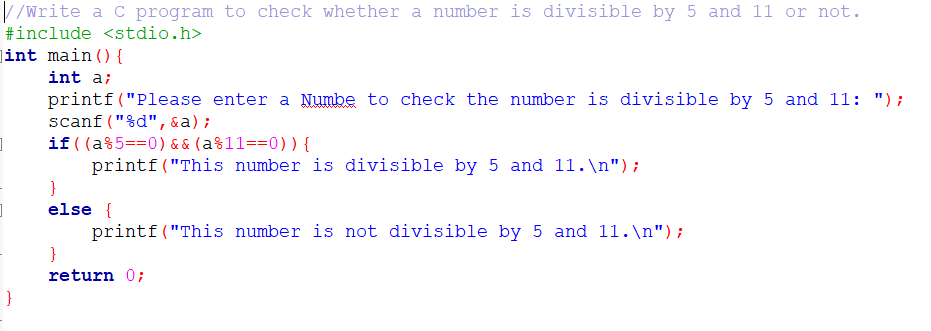 //Write a C program to check whether a number is divisible by 5 and 11 or not.
#include <stdio.h>
int main(){
    int a;
    printf("Please enter a Numbe to check the number is divisible by 5 and 11: ");
    scanf("%d",&a);
    if((a%5==0)&&(a%11==0)){
        printf("This number is divisible by 5 and 11.\n");
    }
    else {
        printf("This number is not divisible by 5 and 11.\n");
    }
    return 0;
}